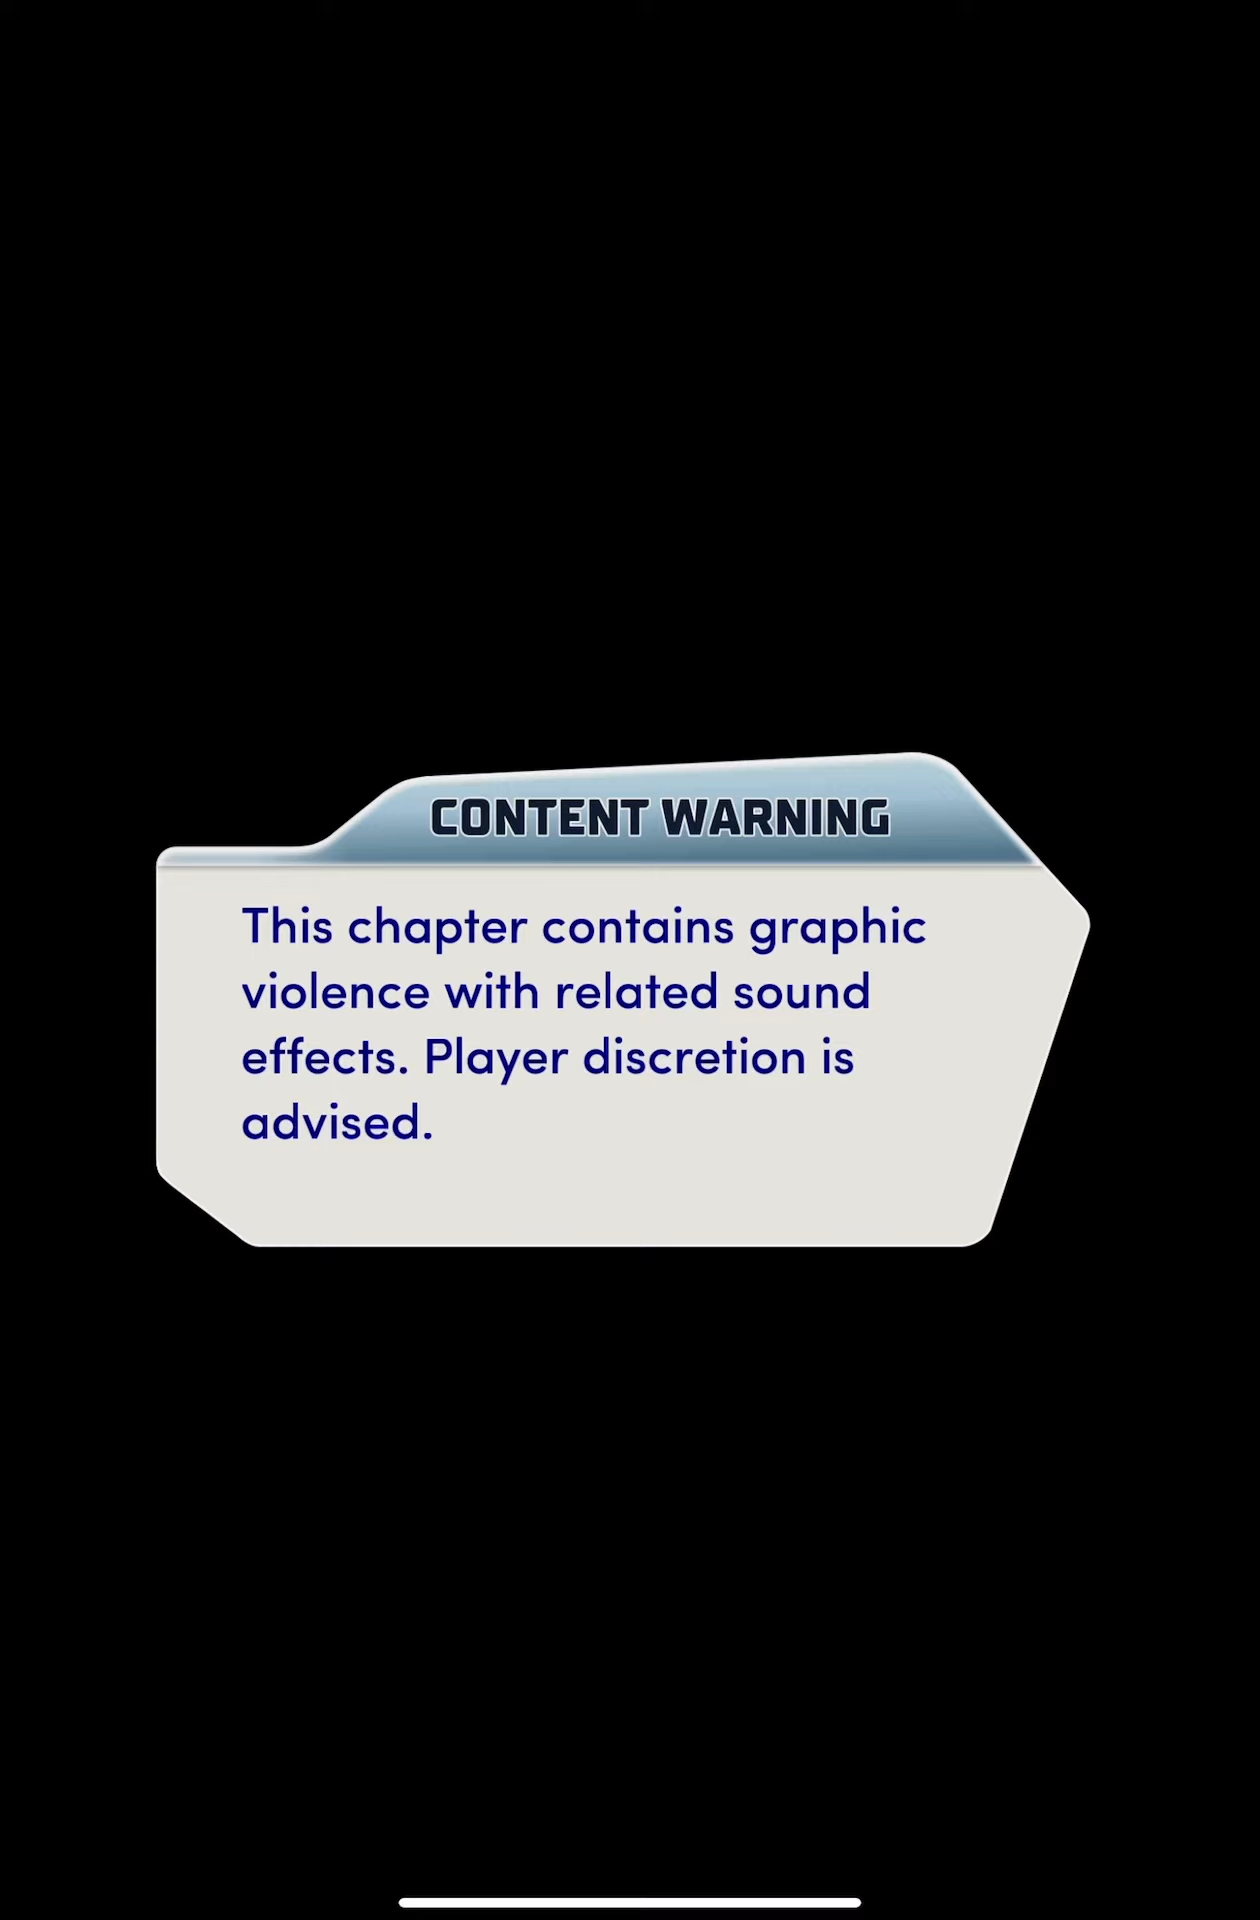 CONTENT WARNING
This chapter contains graphic
violence with related sound
effects. Player discretion is
advised.